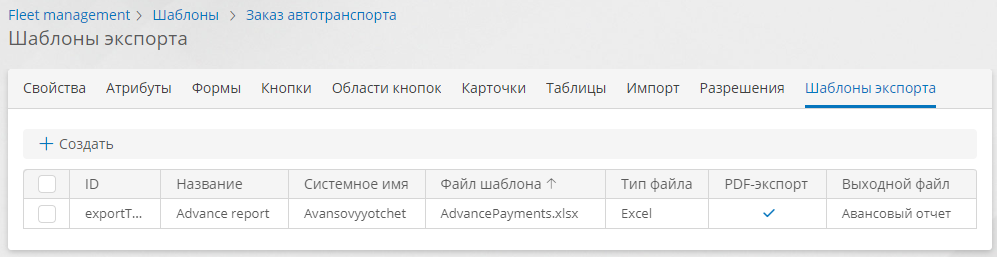 Fleet management > Шаблоны > Заказ автотранспорта
Шаблоны экспорта
Свойства Атрибуты Формы Кнопки Области кнопок Карточки Таблицы Импорт Разрешения Шаблоны экспорта
+ Создать
ID Название Системное имя Файл шаблона ↑ Тип файла PDF-экспорт Выходной файл
exportT... Advance report Avansovyyotchet AdvancePayments.xlsx Excel ✓ Авансовый отчет